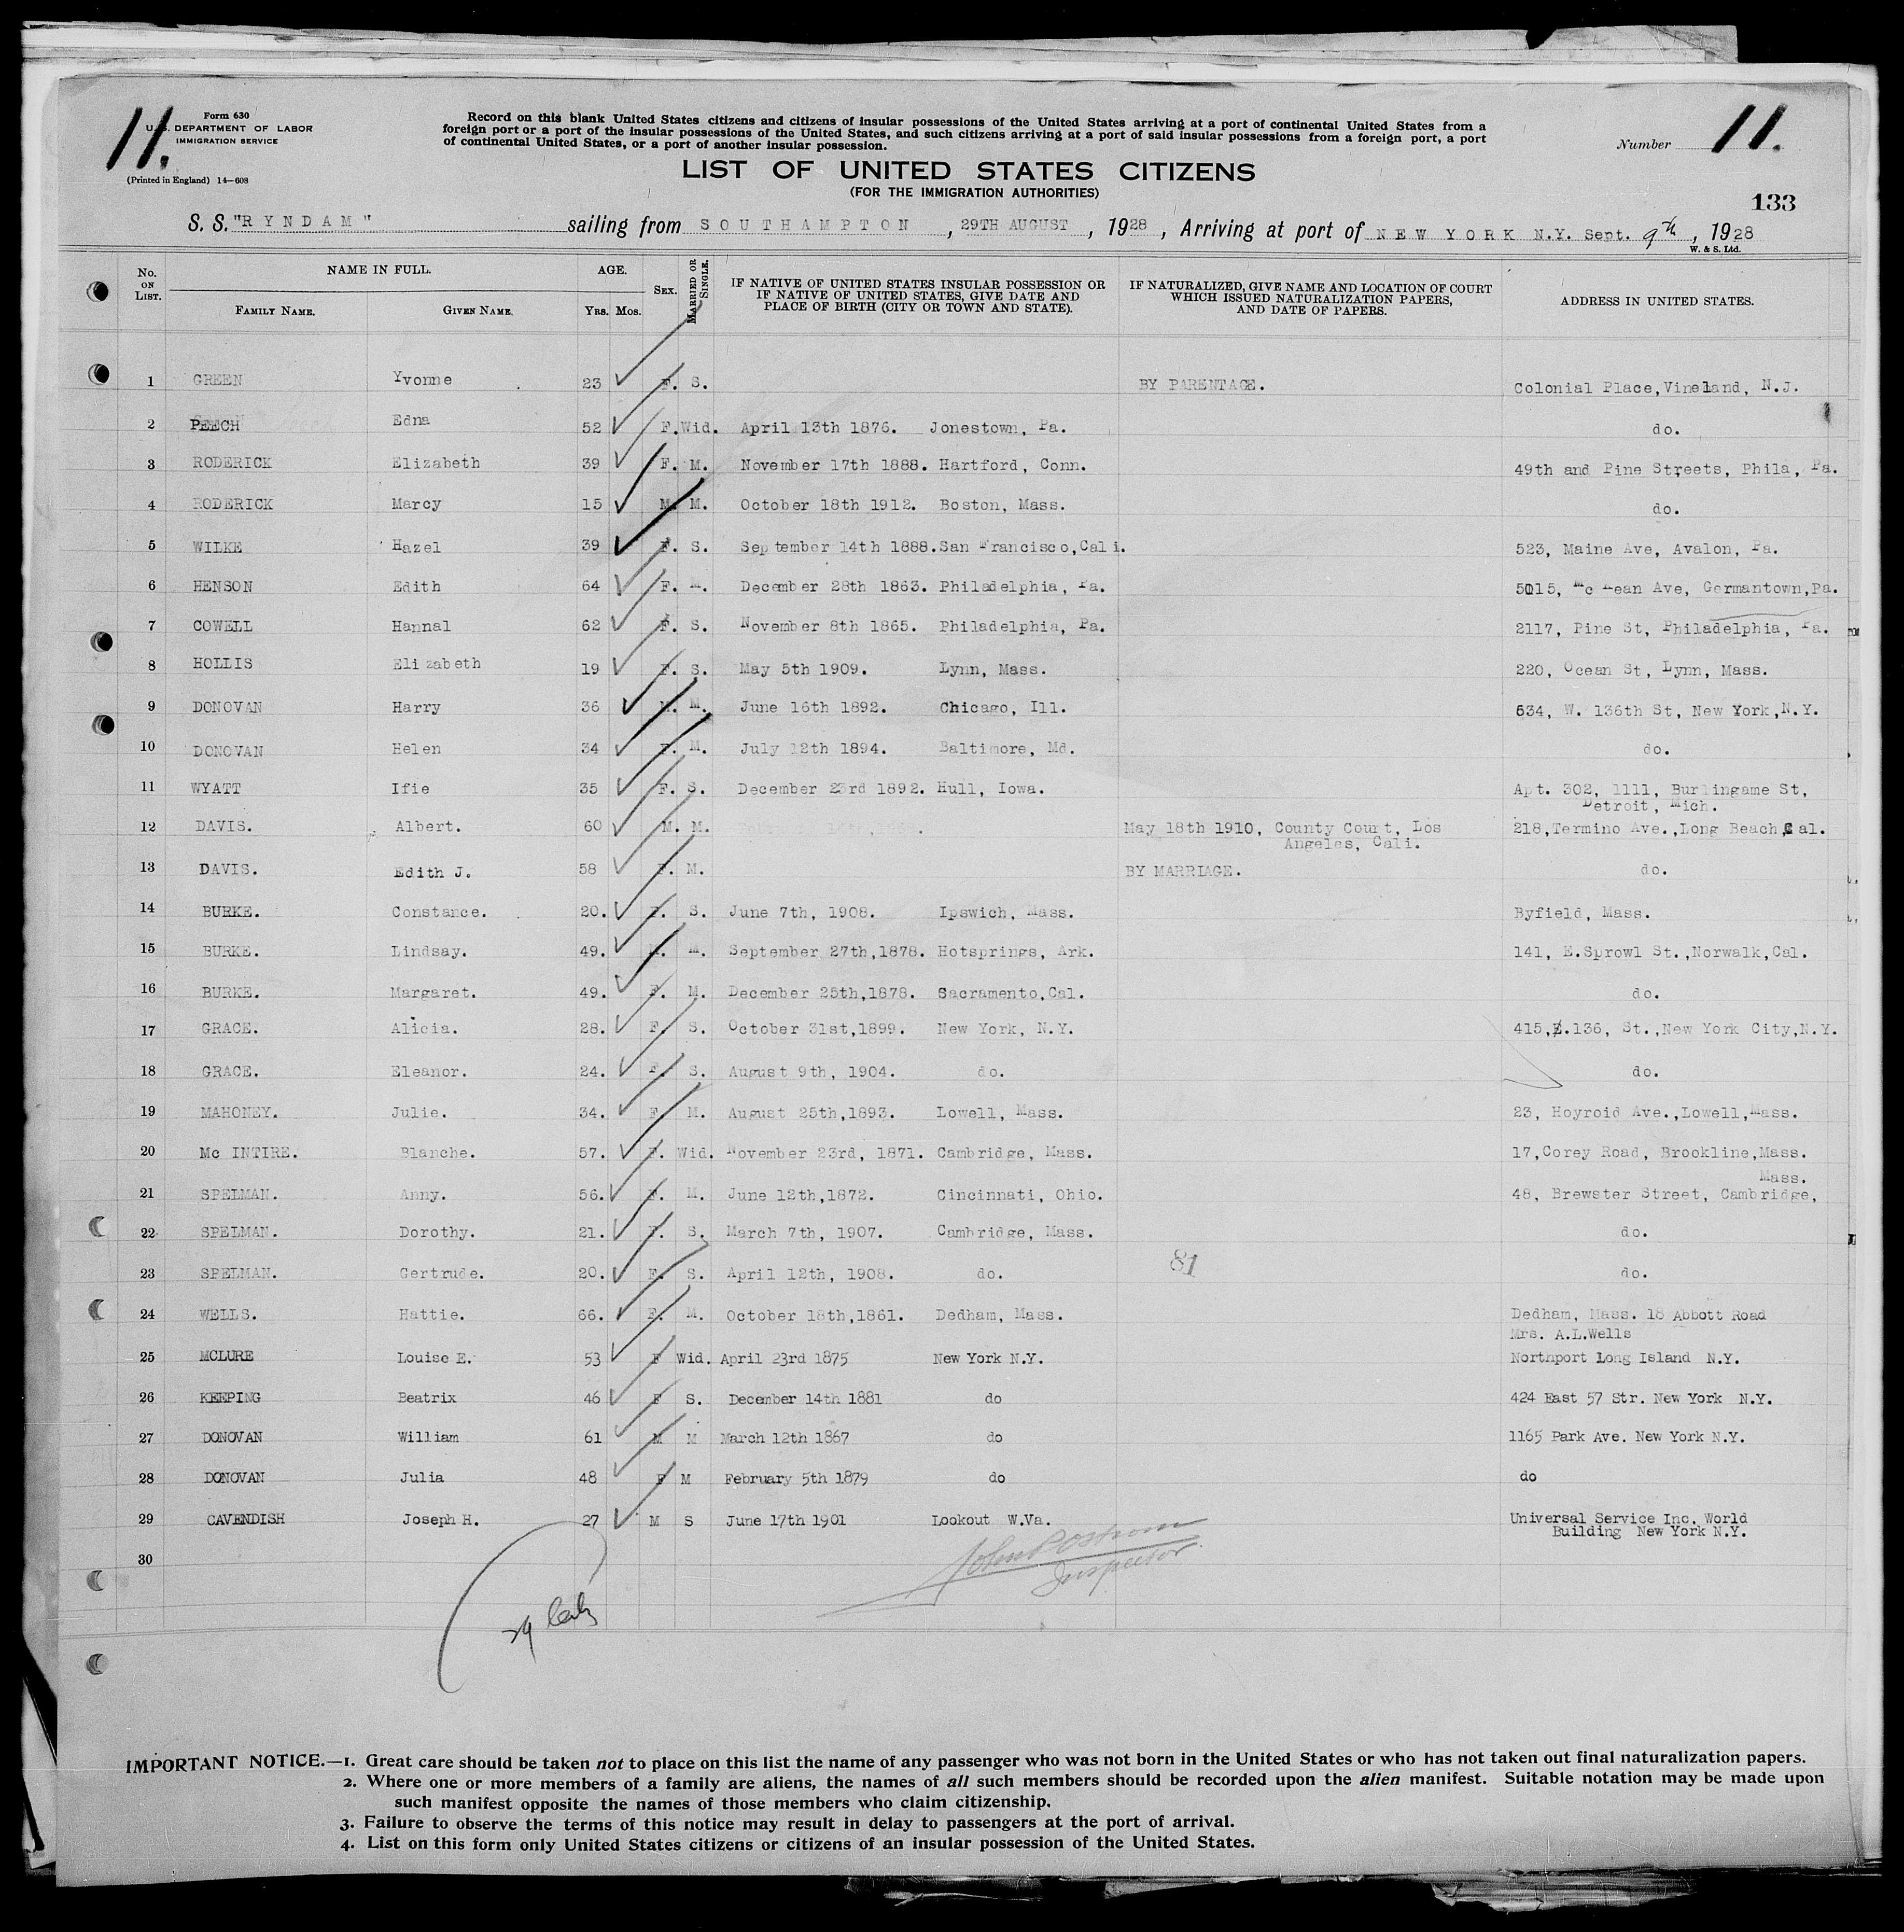 11.
Form 630
U.S. DEPARTMENT OF LABOR
IMMIGRATION SERVICE
(Printed in England) 14—608
Record on this blank United States citizens and citizens of insular possessions of the United States arriving at a port of continental United States from a
foreign port or a port of the insular possessions of the United States, and such citizens arriving at a port of said insular possessions from a foreign port, a port
of continental United States, or a port of another insular possession.
Number 11.
LIST OF UNITED STATES CITIZENS
(FOR THE IMMIGRATION AUTHORITIES)
133
S. S. "RYNDAM" sailing from SOUTHAMPTON, 29TH AUGUST, 1928, Arriving at port of NEW YORK N.Y. Sept. 9th, 1928
W. & S. Ltd.
No. ON LIST. NAME IN FULL. FAMILY NAME. GIVEN NAME. AGE. YRS. MOS. SEX. MARRIED OR SINGLE. IF NATIVE OF UNITED STATES INSULAR POSSESSION OR IF NATIVE OF UNITED STATES, GIVE DATE AND PLACE OF BIRTH (CITY OR TOWN AND STATE). IF NATURALIZED, GIVE NAME AND LOCATION OF COURT WHICH ISSUED NATURALIZATION PAPERS, AND DATE OF PAPERS. ADDRESS IN UNITED STATES.
1 GREEN Yvonne 23 F. S. BY PARENTAGE. Colonial Place, Vineland, N.J.
2 PEECH Edna 52 F. Wid. April 13th 1876. Jonestown, Pa. do.
3 RODERICK Elizabeth 39 F. M. November 17th 1888. Hartford, Conn. 49th and Pine Streets, Phila, Pa.
4 RODERICK Marcy 15 M. M. October 18th 1912. Boston, Mass. do.
5 WILKE Hazel 39 F. S. September 14th 1888. San Francisco, Cali. 523, Maine Ave, Avalon, Pa.
6 HENSON Edith 64 F. M. December 28th 1863. Philadelphia, Pa. 5015, Mc Lean Ave, Germantown, Pa.
7 COWELL Hannal 62 F. S. November 8th 1865. Philadelphia, Pa. 2117, Pine St, Philadelphia, Pa.
8 HOLLIS Elizabeth 19 F. S. May 5th 1909. Lynn, Mass. 220, Ocean St, Lynn, Mass.
9 DONOVAN Harry 36 M. M. June 16th 1892. Chicago, Ill. 634, W. 136th St, New York, N.Y.
10 DONOVAN Helen 34 F. M. July 12th 1894. Baltimore, Md. do.
11 WYATT Ifie 35 F. S. December 23rd 1892. Hull, Iowa. Apt. 302, 1111, Burlingame St,
Detroit, Mich.
12 DAVIS. Albert. 60 M. M. May 18th 1910, County Court, Los 218, Termino Ave., Long Beach, Cal.
Angeles, Cali.
13 DAVIS. Edith J. 58 F. M. BY MARRIAGE. do.
14 BURKE. Constance. 20. F. S. June 7th, 1908. Ipswich, Mass. Byfield, Mass.
15 BURKE. Lindsay. 49. M. M. September 27th, 1878. Hotsprings, Ark. 141, E. Sprowl St., Norwalk, Cal.
16 BURKE. Margaret. 49. F. M. December 25th, 1878. Sacramento, Cal. do.
17 GRACE. Alicia. 28. F. S. October 31st, 1899. New York, N.Y. 415, E.136, St., New York City, N.Y.
18 GRACE. Eleanor. 24. F. S. August 9th, 1904. do. do.
19 MAHONEY. Julie. 34. F. M. August 25th, 1893. Lowell, Mass. 23, Hoyroid Ave., Lowell, Mass.
20 Mc INTIRE. Blanche. 57. F. Wid. November 23rd, 1871. Cambridge, Mass. 17, Corey Road, Brookline, Mass.
Mass.
21 SPELMAN. Anny. 56. F. M. June 12th, 1872. Cincinnati, Ohio. 48, Brewster Street, Cambridge,
22 SPELMAN. Dorothy. 21. F. S. March 7th, 1907. Cambridge, Mass. do.
81
23 SPELMAN. Gertrude. 20. F. S. April 12th, 1908. do. do.
24 WELLS. Hattie. 66. F. M. October 18th, 1861. Dedham, Mass. Dedham, Mass. 18 Abbott Road
Mrs. A.L.Wells
25 MCLURE Louise E. 53 F Wid. April 23rd 1875 New York N.Y. Northport Long Island N.Y.
26 KEEPING Beatrix 46 F S. December 14th 1881 do 424 East 57 Str. New York N.Y.
27 DONOVAN William 61 M M March 12th 1867 do 1165 Park Ave. New York N.Y.
28 DONOVAN Julia 48 F M February 5th 1879 do do
29 CAVENDISH Joseph H. 27 M S June 17th 1901 Lookout W.Va. Universal Service Inc. World
Building New York N.Y.
30
Inspector.
29
IMPORTANT NOTICE.—1. Great care should be taken not to place on this list the name of any passenger who was not born in the United States or who has not taken out final naturalization papers.
2. Where one or more members of a family are aliens, the names of all such members should be recorded upon the alien manifest. Suitable notation may be made upon
such manifest opposite the names of those members who claim citizenship.
3. Failure to observe the terms of this notice may result in delay to passengers at the port of arrival.
4. List on this form only United States citizens or citizens of an insular possession of the United States.